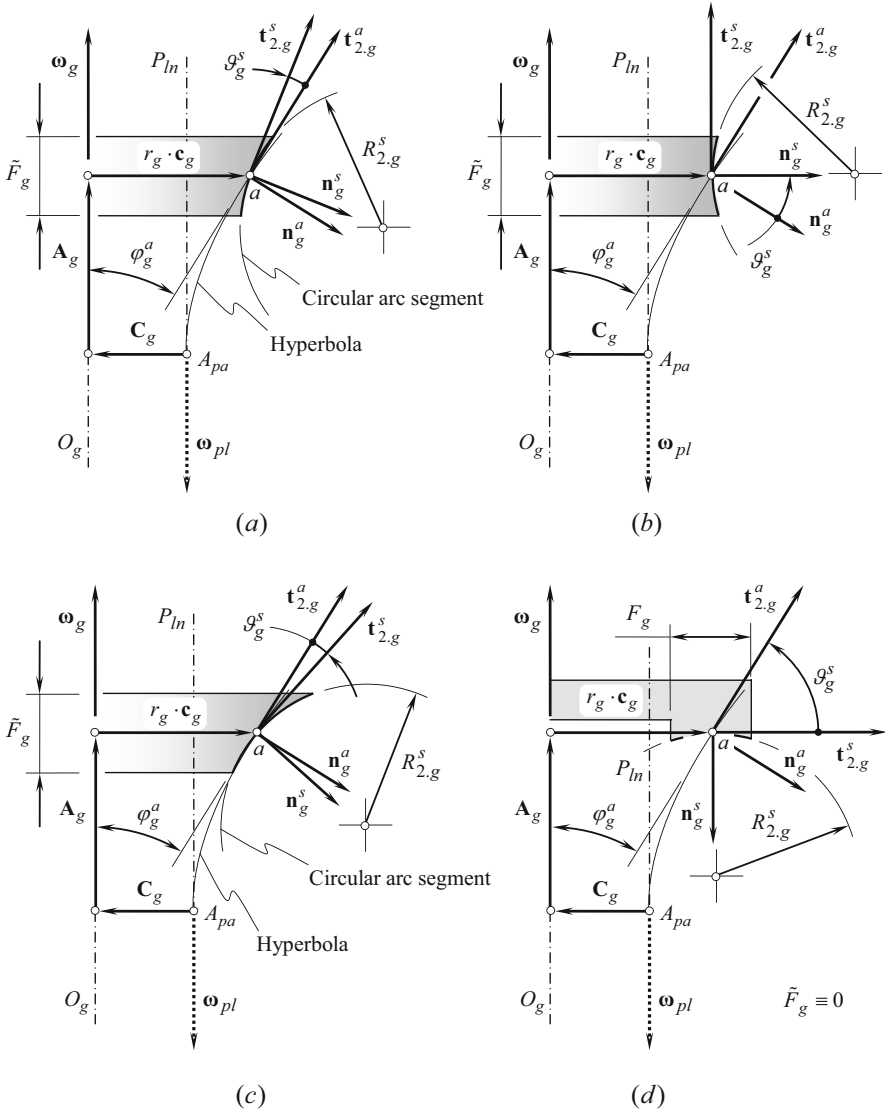 ω_g P_ln t^s_2.g t^a_2.g
ϑ^s_g
R^s_2.g
F̃_g r_g · c_g
a n^s_g
n^a_g
A_g φ^a_g
Circular arc segment
C_g Hyperbola
A_pa
O_g ω_pl
(a)
ω_g P_ln t^s_2.g t^a_2.g
R^s_2.g
F̃_g r_g · c_g n^s_g
a n^a_g
A_g φ^a_g ϑ^s_g
C_g
A_pa
O_g ω_pl
(b)
ω_g P_ln t^a_2.g
ϑ^s_g t^s_2.g
F̃_g r_g · c_g
a n^a_g R^s_2.g
n^s_g
A_g φ^a_g
Circular arc segment
C_g A_pa
Hyperbola
O_g ω_pl
(c)
ω_g F_g t^a_2.g
ϑ^s_g
r_g · c_g
a n^a_g t^s_2.g
P_ln
A_g φ^a_g n^s_g R^s_2.g
C_g
A_pa
O_g ω_pl F̃_g ≡ 0
(d)